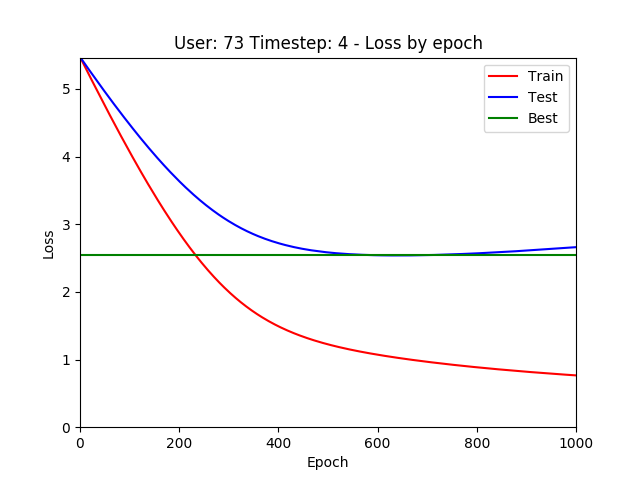 User: 73 Timestep: 4 - Loss by epoch
Train
Test
Best
5
4
3
2
1
0
Loss
0 200 400 600 800 1000
Epoch